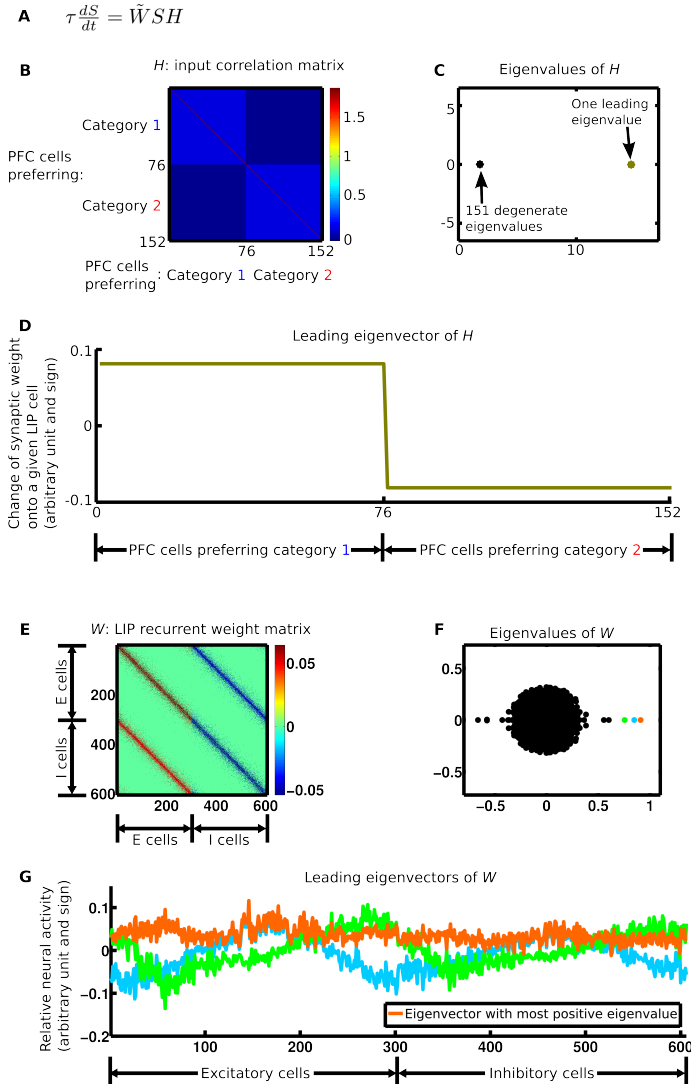 A
τ dS/dt = W̃SH
B
H: input correlation matrix
PFC cells
preferring:
Category 1
76
Category 2
152
76
152
PFC cells
preferring
: Category 1 Category 2
1.5
1
0.5
0
C
Eigenvalues of H
5
0
-5
0
10
One leading
eigenvalue
151 degenerate
eigenvalues
D
Leading eigenvector of H
Change of synaptic weight
onto a given LIP cell
(arbitrary unit and sign)
0.1
0
-0.1
0
76
152
PFC cells preferring category 1
PFC cells preferring category 2
E
W: LIP recurrent weight matrix
E cells
I cells
200
400
600
200
400
600
E cells
I cells
0.05
0
−0.05
F
Eigenvalues of W
0.5
0
−0.5
−0.5
0
0.5
1
G
Leading eigenvectors of W
Relative neural activity
(arbitrary unit and sign)
0.1
0
−0.1
−0.2
Eigenvector with most positive eigenvalue
100
200
300
400
500
600
Excitatory cells
Inhibitory cells